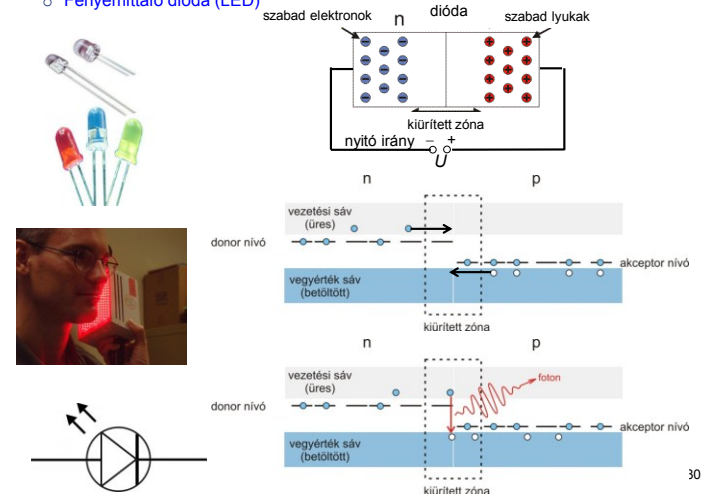 ○ Fényemittáló dióda (LED)
szabad elektronok
n
dióda
szabad lyukak
kiürített zóna
nyitó irány
− +
U
n
p
vezetési sáv
(üres)
donor nívó
akceptor nívó
vegyérték sáv
(betöltött)
kiürített zóna
n
p
vezetési sáv
(üres)
foton
donor nívó
akceptor nívó
vegyérték sáv
(betöltött)
kiürített zóna
30